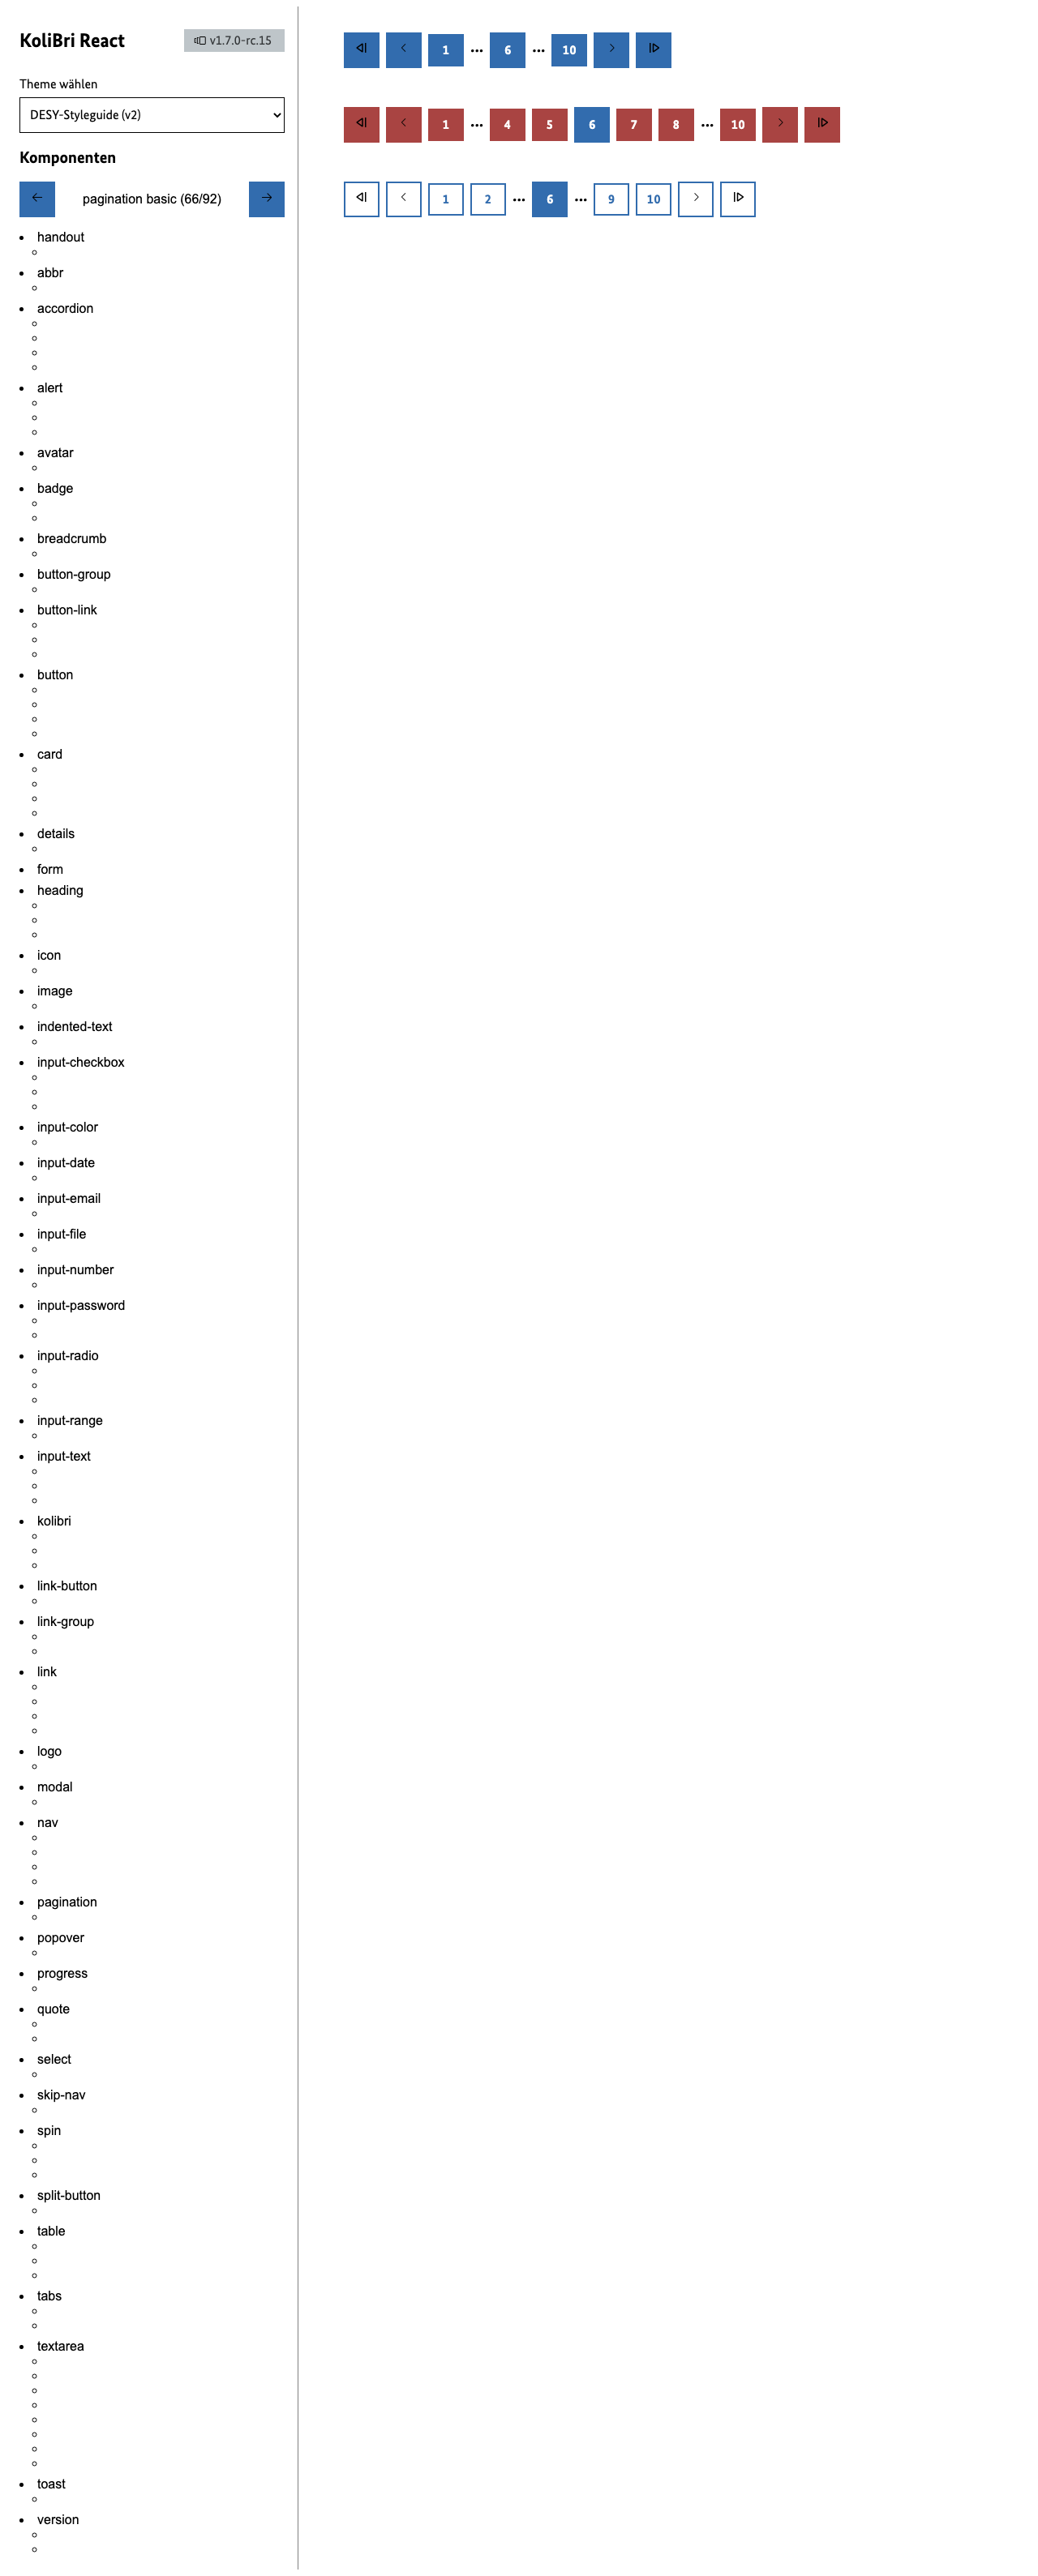 KoliBri React
v1.7.0-rc.15
Theme wählen
DESY-Styleguide (v2)
Komponenten
pagination basic (66/92)
handout
abbr
accordion
alert
avatar
badge
breadcrumb
button-group
button-link
button
card
details
form
heading
icon
image
indented-text
input-checkbox
input-color
input-date
input-email
input-file
input-number
input-password
input-radio
input-range
input-text
kolibri
link-button
link-group
link
logo
modal
nav
pagination
popover
progress
quote
select
skip-nav
spin
split-button
table
tabs
textarea
toast
version
1 ••• 6 ••• 10
1 ••• 4 5 6 7 8 ••• 10
1 2 ••• 6 ••• 9 10